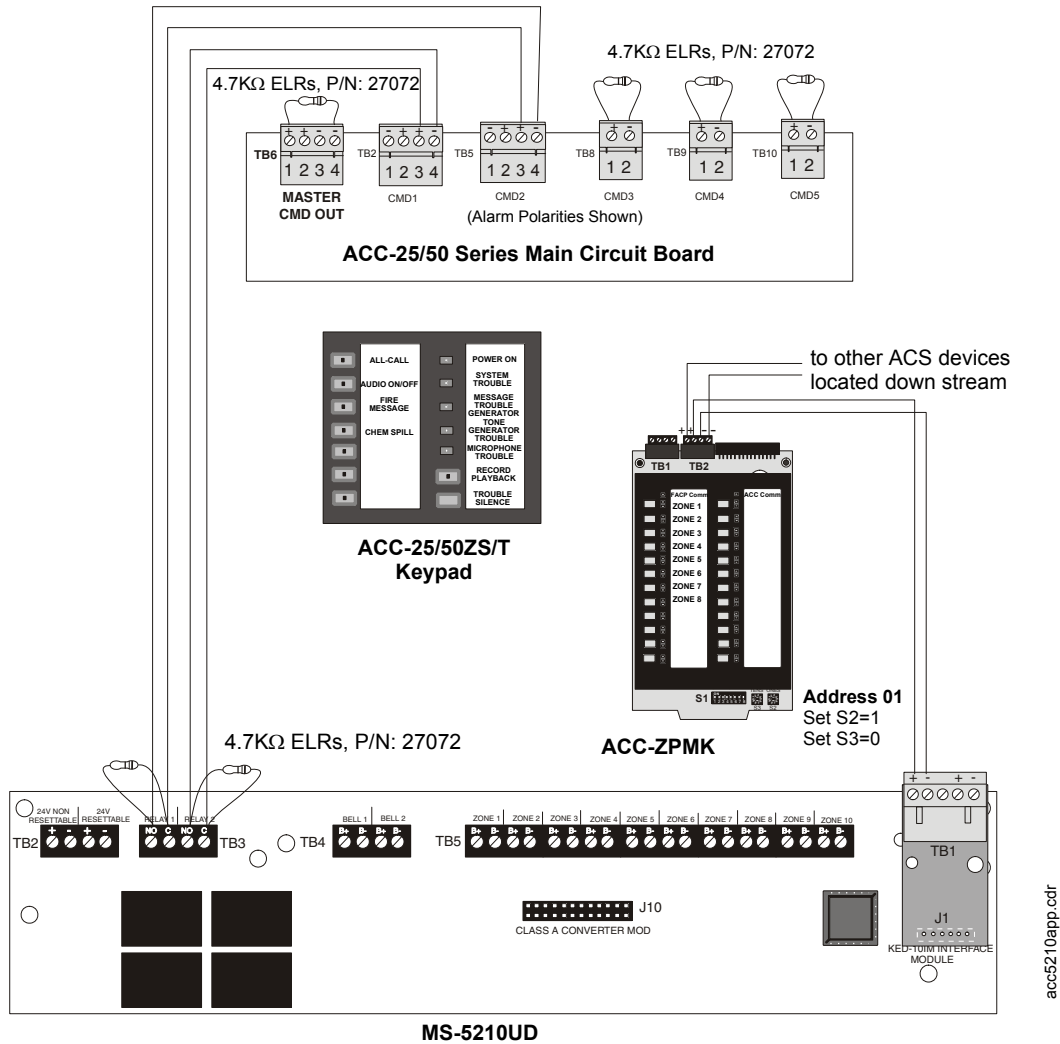 4.7KΩ ELRs, P/N: 27072
4.7KΩ ELRs, P/N: 27072
+ + - -
- + + -
- + + -
+ -
+ -
+ -
TB6
TB2
TB5
TB8
TB9
TB10
1 2 3 4
1 2 3 4
1 2 3 4
1 2
1 2
1 2
MASTER
CMD OUT
CMD1
CMD2
CMD3
CMD4
CMD5
(Alarm Polarities Shown)
ACC-25/50 Series Main Circuit Board
ALL-CALL
AUDIO ON/OFF
FIRE
MESSAGE
CHEM SPILL
POWER ON
SYSTEM
TROUBLE
MESSAGE
TROUBLE
GENERATOR
TONE
GENERATOR
TROUBLE
MICROPHONE
TROUBLE
RECORD
PLAYBACK
TROUBLE
SILENCE
ACC-25/50ZS/T
Keypad
to other ACS devices
located down stream
+ + - -
TB1 TB2
FACP Comm
ZONE 1
ZONE 2
ZONE 3
ZONE 4
ZONE 5
ZONE 6
ZONE 7
ZONE 8
ACC Comm
S1
S3
S2
Address 01
Set S2=1
Set S3=0
ACC-ZPMK
4.7KΩ ELRs, P/N: 27072
24V NON
RESETTABLE
24V
RESETTABLE
+ - + -
TB2
RELAY 1 RELAY 2
NO C NO C
TB3
BELL 1 BELL 2
B+ B- B+ B-
TB4
ZONE 1 ZONE 2 ZONE 3 ZONE 4 ZONE 5 ZONE 6 ZONE 7 ZONE 8 ZONE 9 ZONE 10
B+ B- B+ B- B+ B- B+ B- B+ B- B+ B- B+ B- B+ B- B+ B- B+ B-
TB5
+ - + -
TB1
J10
CLASS A CONVERTER MOD
J1
KED-10IM INTERFACE
MODULE
MS-5210UD
acc5210app.cdr